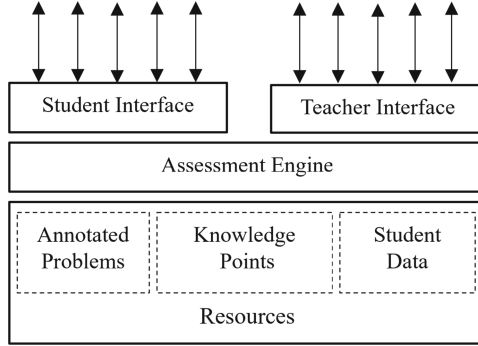 Student Interface
Teacher Interface
Assessment Engine
Annotated
Problems
Knowledge
Points
Student
Data
Resources